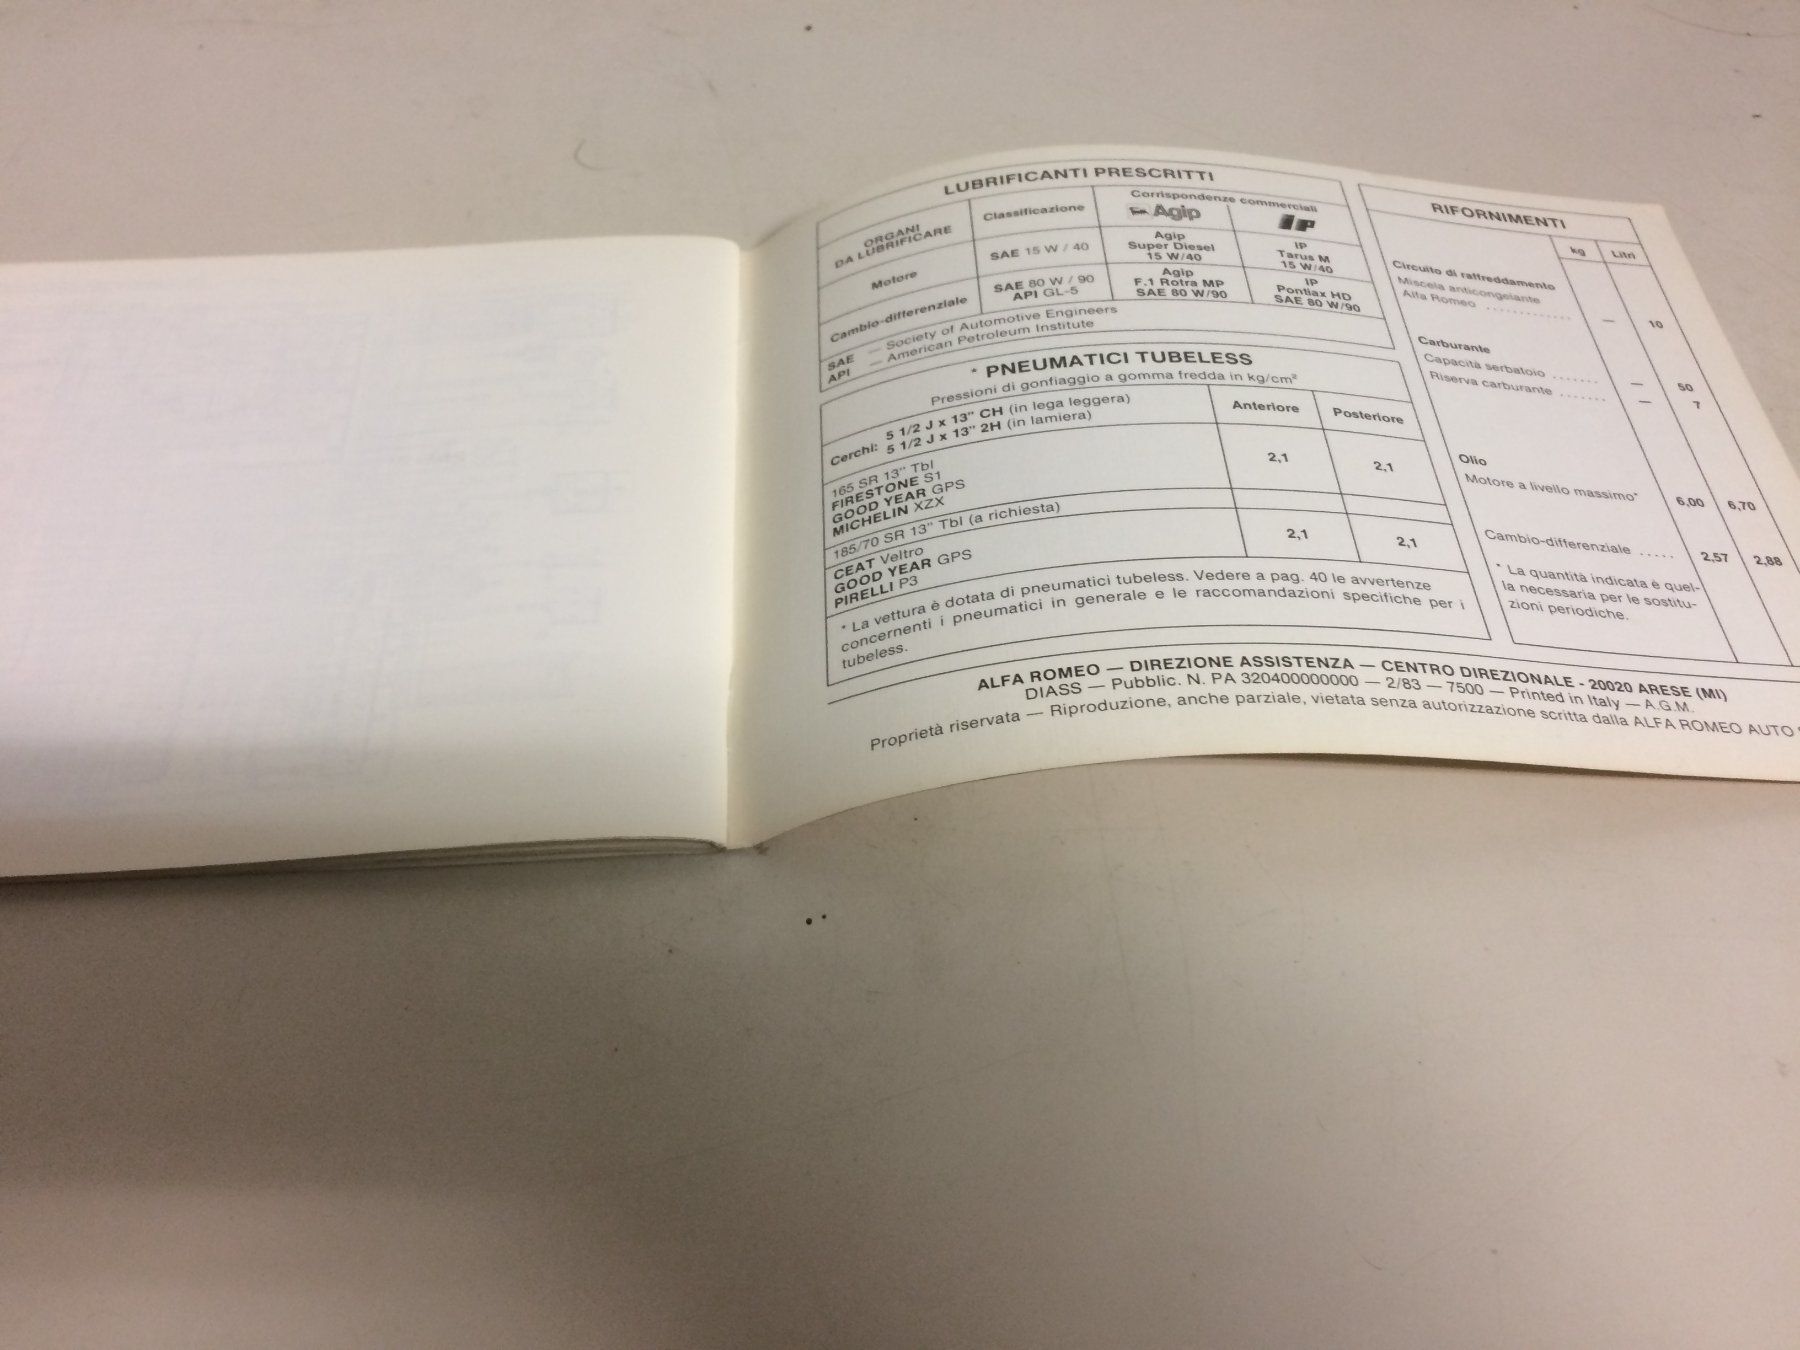 LUBRIFICANTI PRESCRITTI
ORGANI
DA LUBRIFICARE
Classificazione
Corrispondenze commerciali
Agip
IP
Motore
SAE 15 W / 40
Agip
Super Diesel
15 W/40
IP
Tarus M
15 W/40
Cambio-differenziale
SAE 80 W / 90
API GL-5
Agip
F.1 Rotra MP
SAE 80 W/90
IP
Pontiax HD
SAE 80 W/90
SAE — Society of Automotive Engineers
API — American Petroleum Institute
* PNEUMATICI TUBELESS
Pressioni di gonfiaggio a gomma fredda in kg/cm²
Cerchi: 5 1/2 J x 13" CH (in lega leggera)
5 1/2 J x 13" 2H (in lamiera)
Anteriore
Posteriore
165 SR 13" Tbl
FIRESTONE S1
GOOD YEAR GPS
MICHELIN XZX
2,1
2,1
185/70 SR 13" Tbl (a richiesta)
CEAT Veltro
GOOD YEAR GPS
PIRELLI P3
2,1
2,1
* La vettura è dotata di pneumatici tubeless. Vedere a pag. 40 le avvertenze
concernenti i pneumatici in generale e le raccomandazioni specifiche per i
tubeless.
RIFORNIMENTI
kg
Litri
Circuito di raffreddamento
Miscela anticongelante
Alfa Romeo ............ — 10
Carburante
Capacità serbatoio ....... — 50
Riserva carburante ....... — 7
Olio
Motore a livello massimo* 6,00 6,70
Cambio-differenziale ..... 2,57 2,88
* La quantità indicata è quel-
la necessaria per le sostitu-
zioni periodiche.
ALFA ROMEO — DIREZIONE ASSISTENZA — CENTRO DIREZIONALE - 20020 ARESE (MI)
DIASS — Pubblic. N. PA 320400000000 — 2/83 — 7500 — Printed in Italy — A.G.M.
Proprietà riservata — Riproduzione, anche parziale, vietata senza autorizzazione scritta dalla ALFA ROMEO AUTO